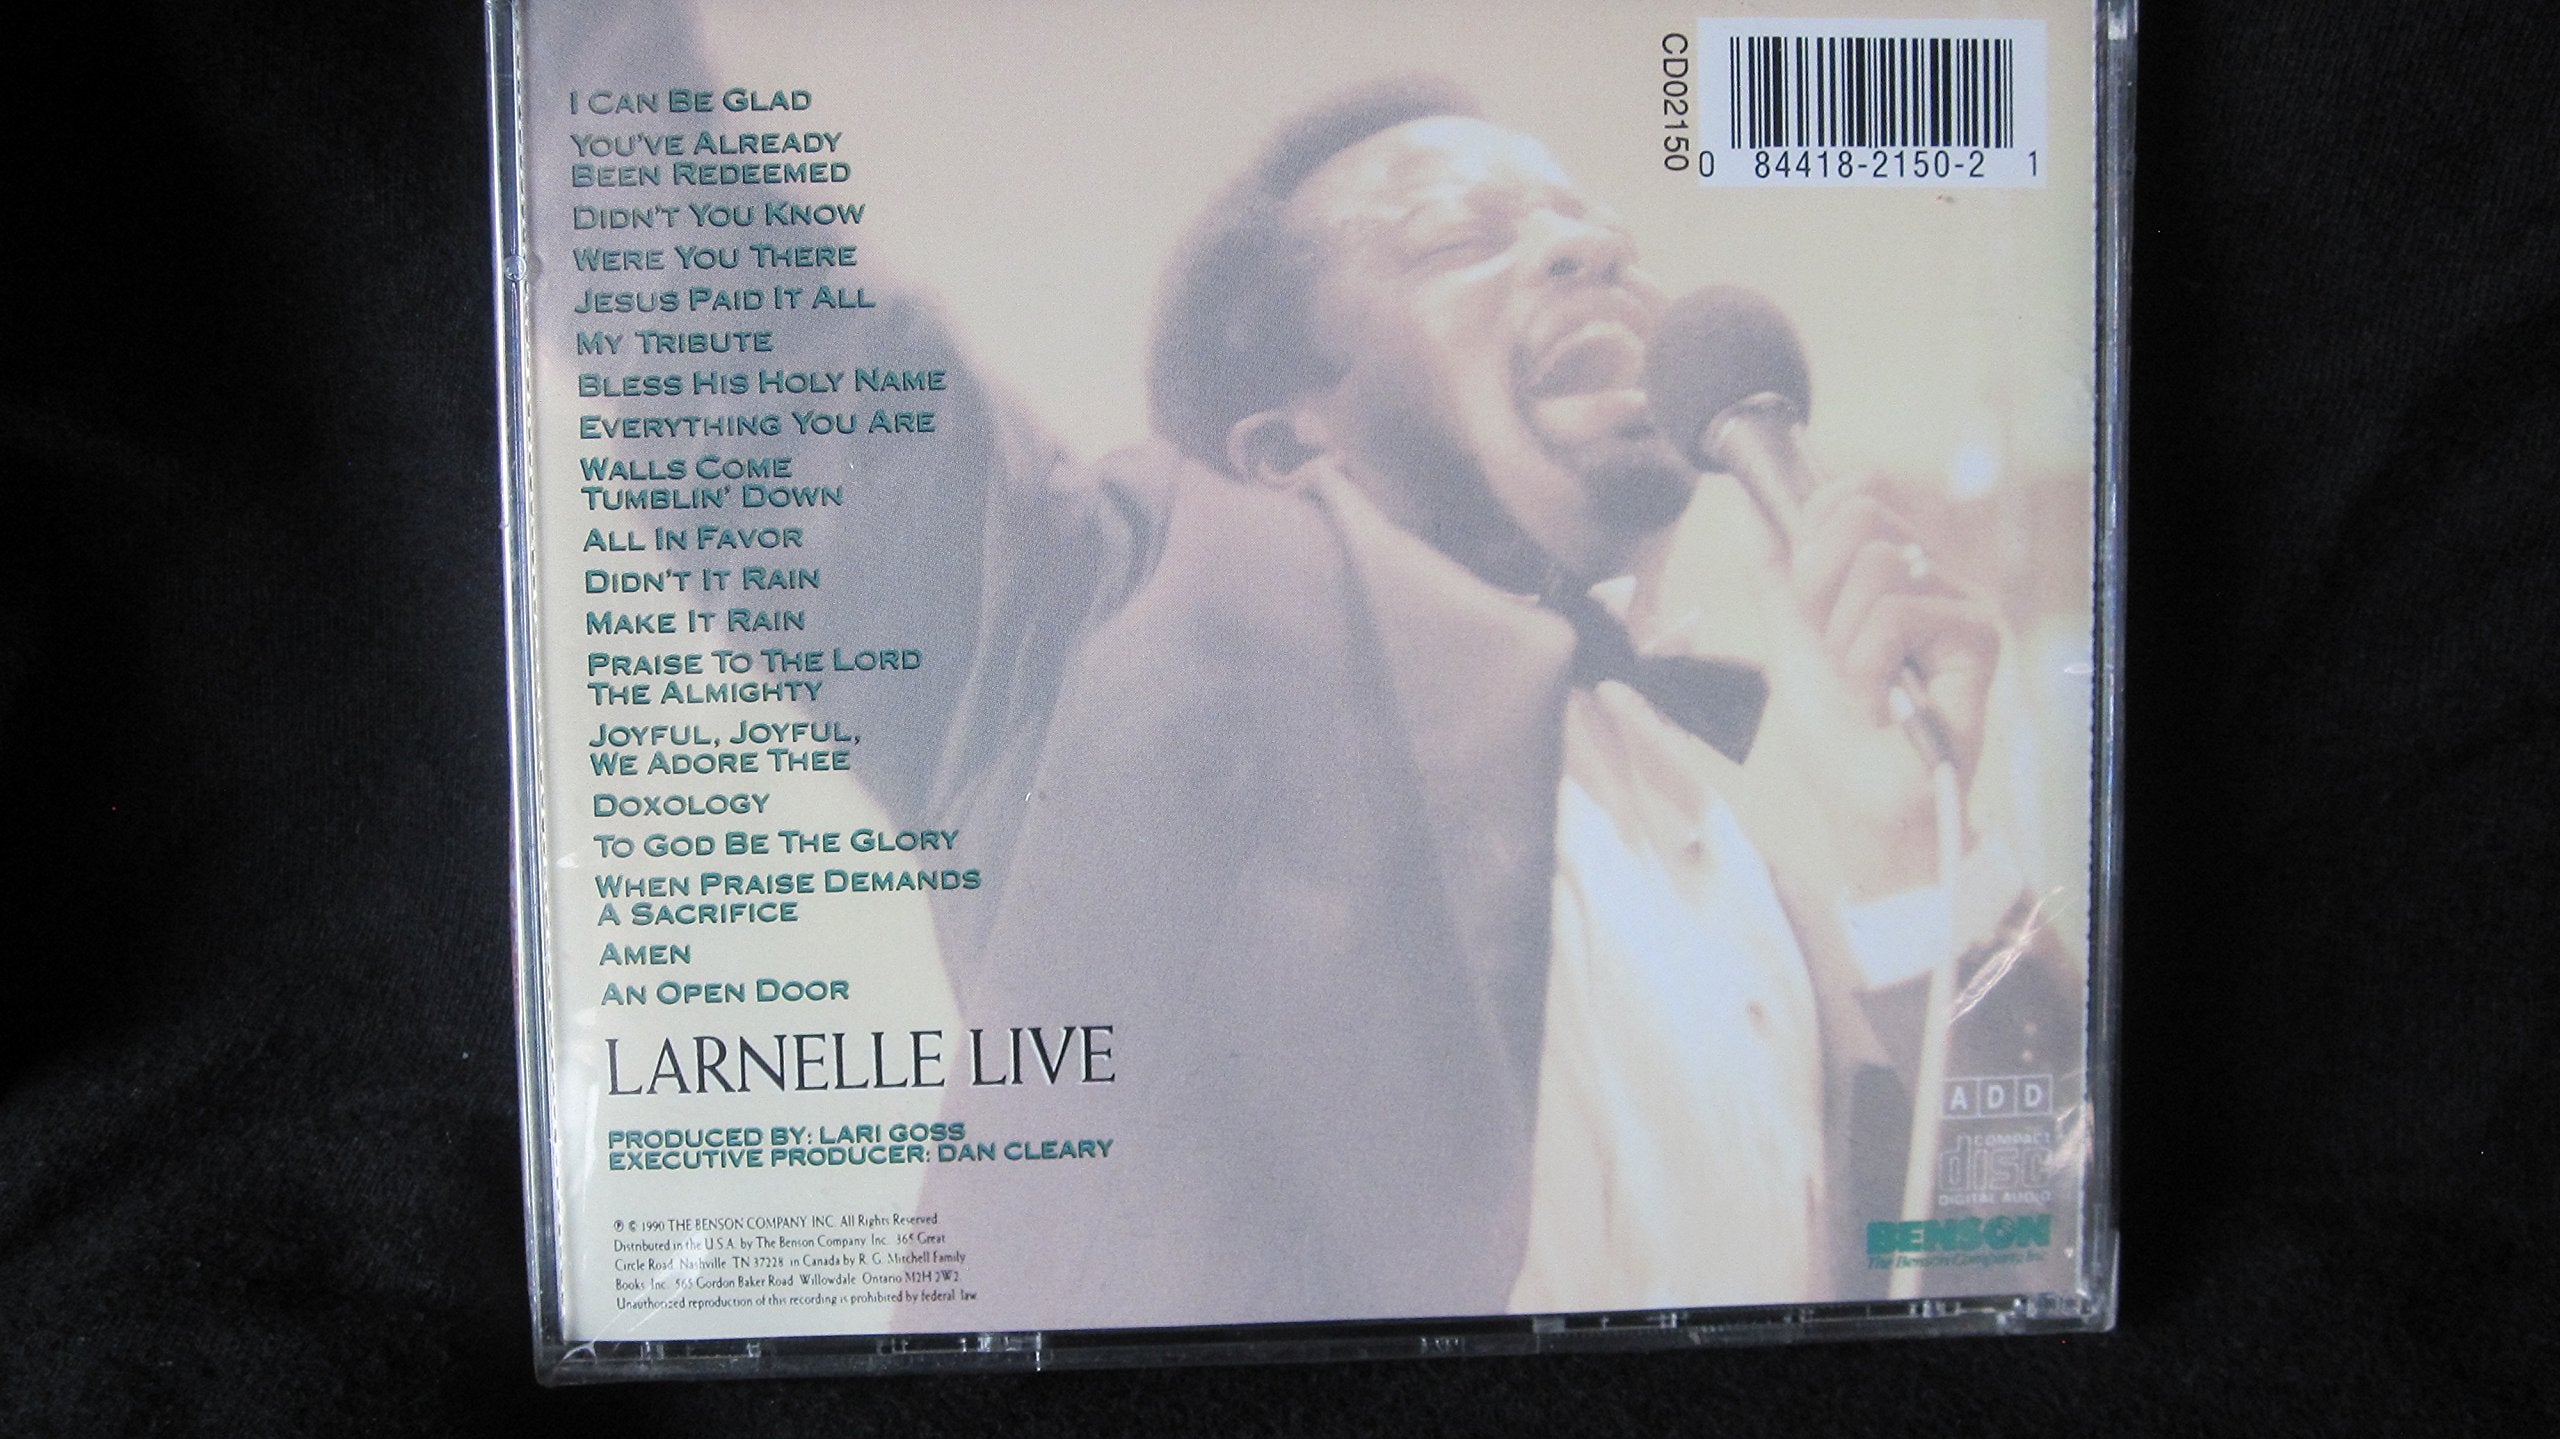 I CAN BE GLAD
YOU'VE ALREADY
BEEN REDEEMED
DIDN'T YOU KNOW
WERE YOU THERE
JESUS PAID IT ALL
MY TRIBUTE
BLESS HIS HOLY NAME
EVERYTHING YOU ARE
WALLS COME
TUMBLIN' DOWN
ALL IN FAVOR
DIDN'T IT RAIN
MAKE IT RAIN
PRAISE TO THE LORD
THE ALMIGHTY
JOYFUL, JOYFUL,
WE ADORE THEE
DOXOLOGY
TO GOD BE THE GLORY
WHEN PRAISE DEMANDS
A SACRIFICE
AMEN
AN OPEN DOOR
LARNELLE LIVE
PRODUCED BY: LARI GOSS
EXECUTIVE PRODUCER: DAN CLEARY
℗ © 1990 THE BENSON COMPANY INC. All Rights Reserved
Distributed in the U.S.A. by The Benson Company Inc. 365 Great
Circle Road Nashville TN 37228 in Canada by R. G. Mitchell Family
Books Inc. 565 Gordon Baker Road Willowdale Ontario M2H 2W2
Unauthorized reproduction of this recording is prohibited by federal law
CD02150
0 84418-2150-2 1
A D D
COMPACT
disc
DIGITAL AUDIO
BENSON
The Benson Company, Inc.